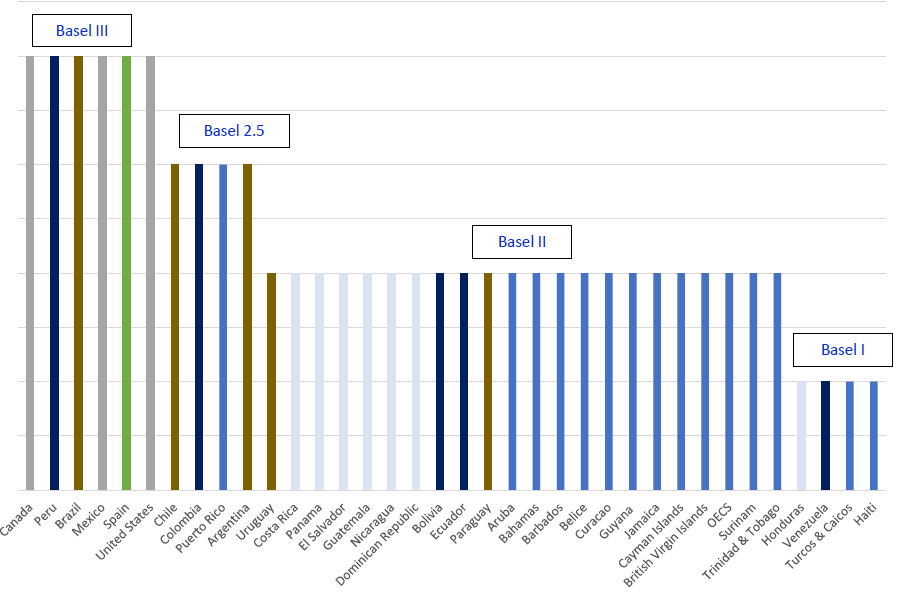 Basel III
Basel 2.5
Basel II
Basel I
Canada
Peru
Brazil
Mexico
Spain
United States
Chile
Colombia
Puerto Rico
Argentina
Uruguay
Costa Rica
Panama
El Salvador
Guatemala
Nicaragua
Dominican Republic
Bolivia
Ecuador
Paraguay
Aruba
Bahamas
Barbados
Belice
Curacao
Guyana
Jamaica
Cayman Islands
British Virgin Islands
OECS
Surinam
Trinidad & Tobago
Honduras
Venezuela
Turcos & Caicos
Haiti